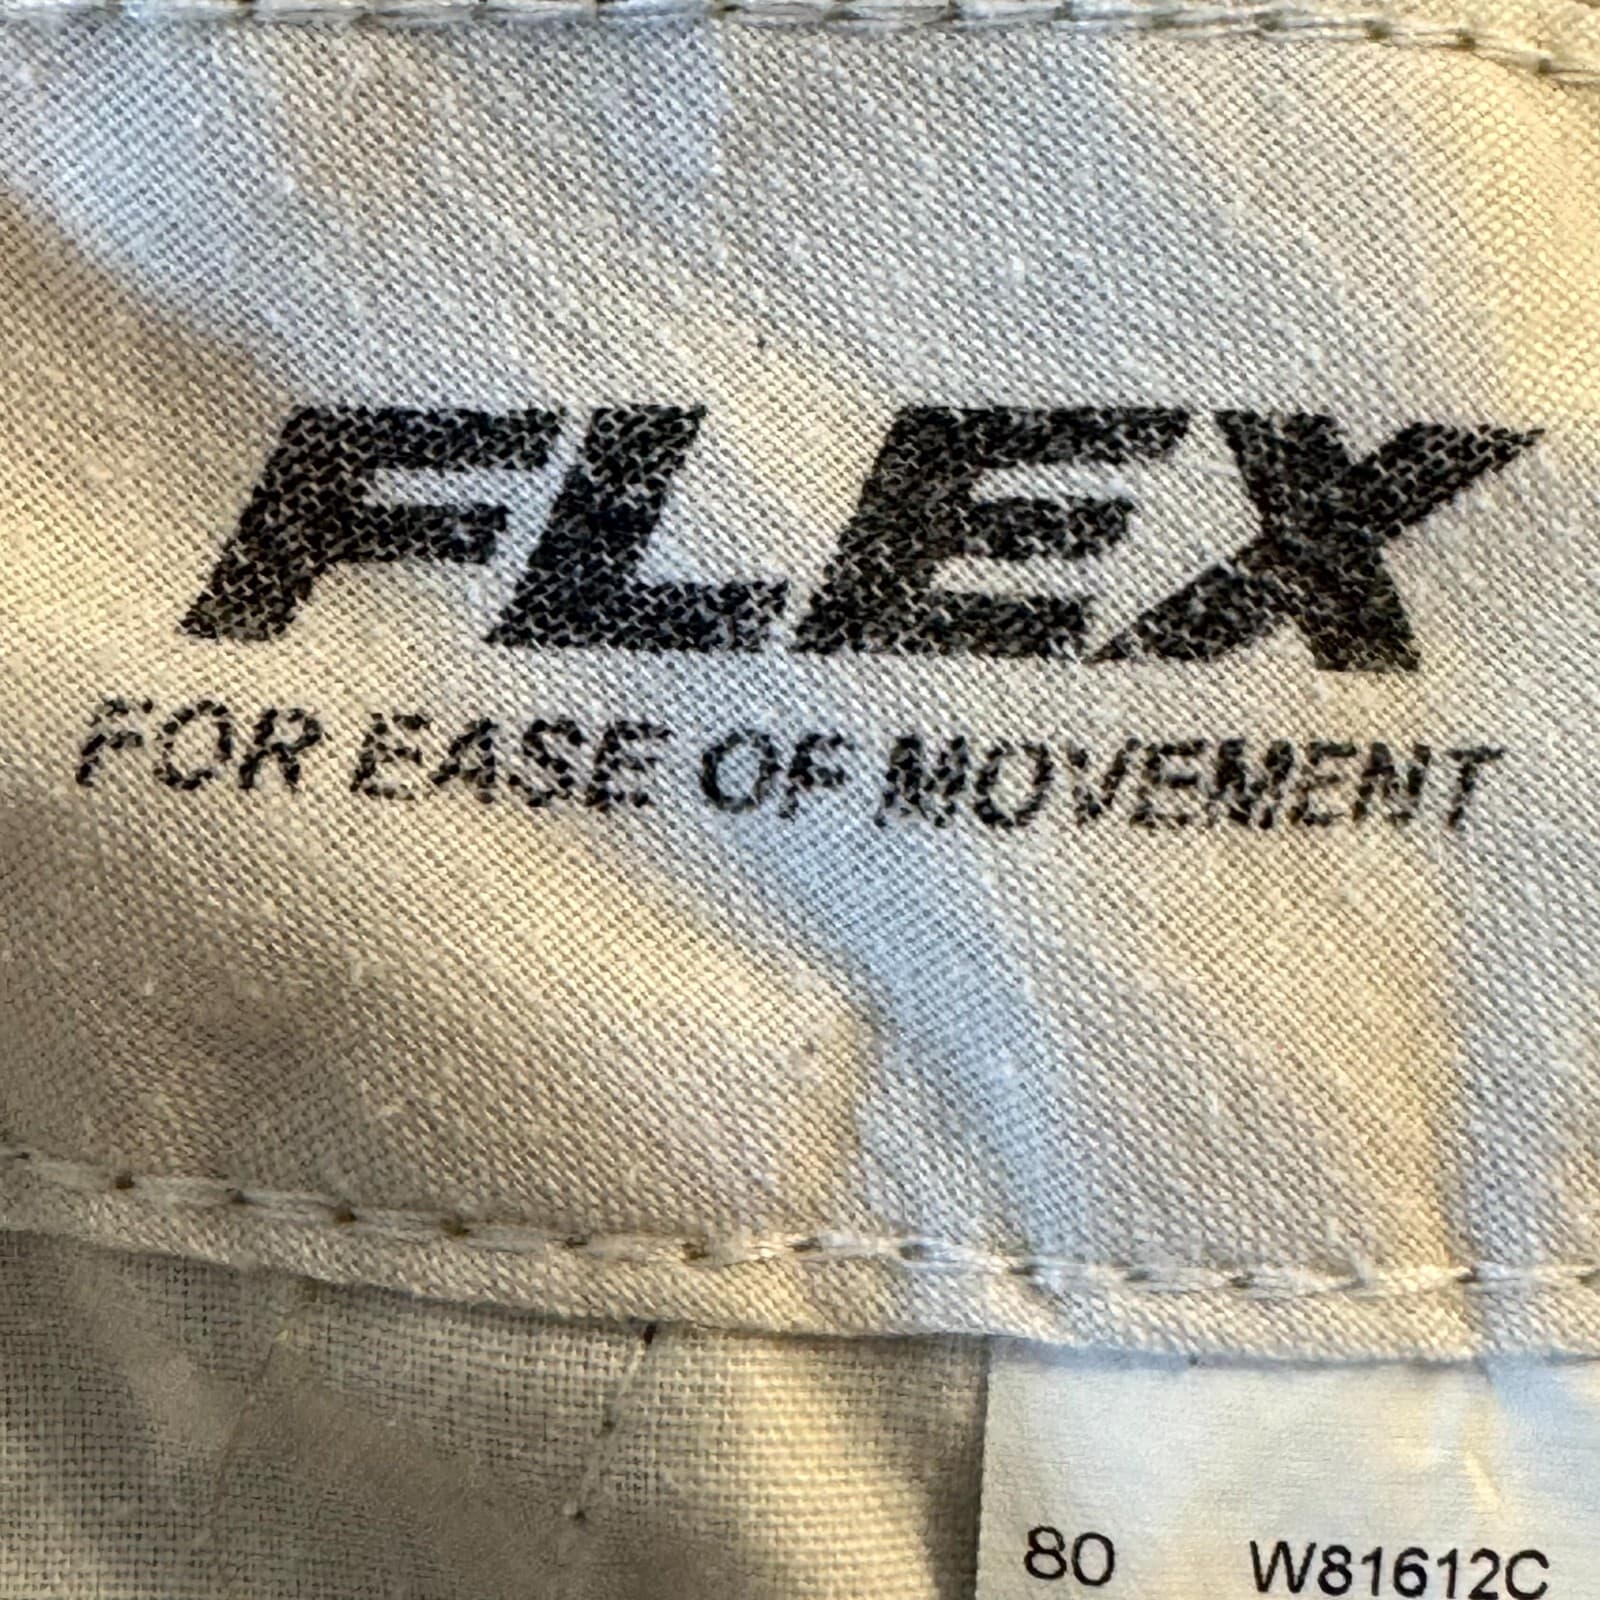 FLEX
FOR EASE OF MOVEMENT
80 W81612C